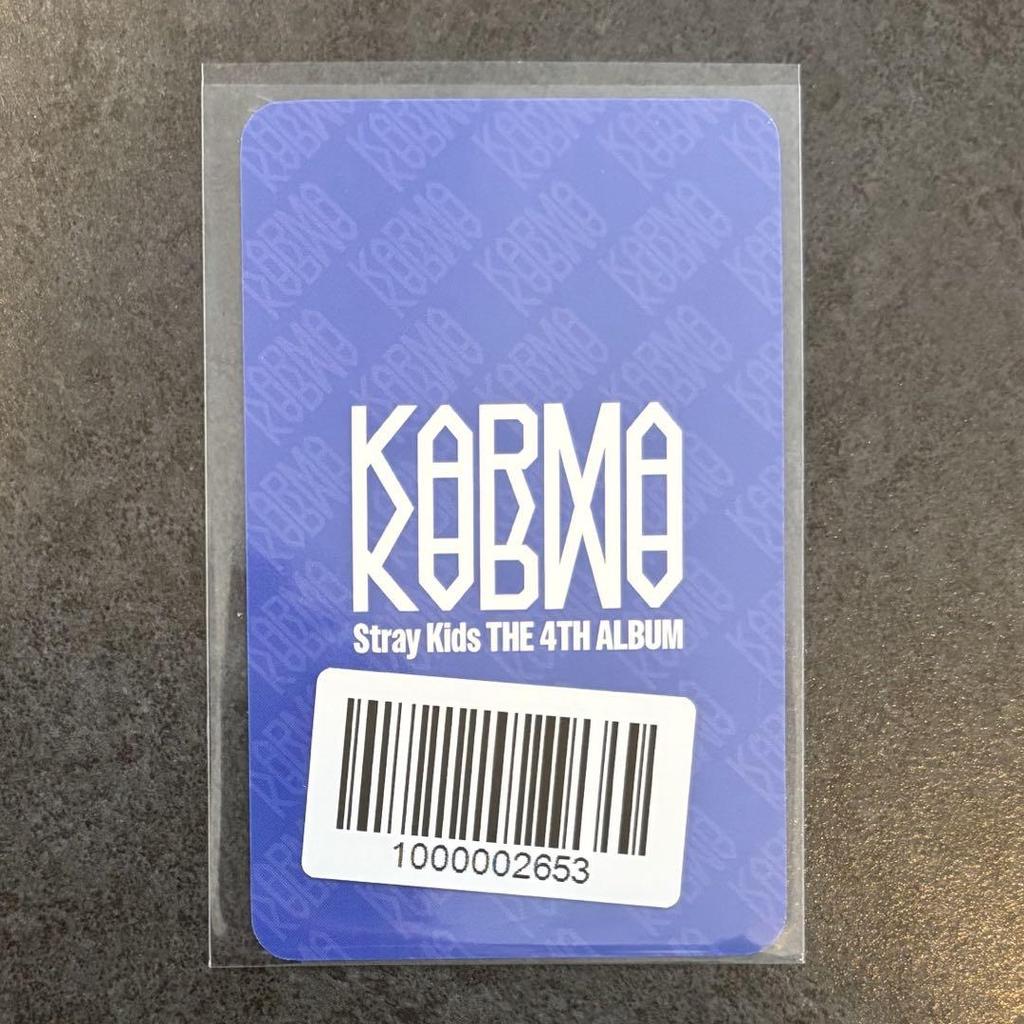 KARMA
Stray Kids THE 4TH ALBUM
1000002653